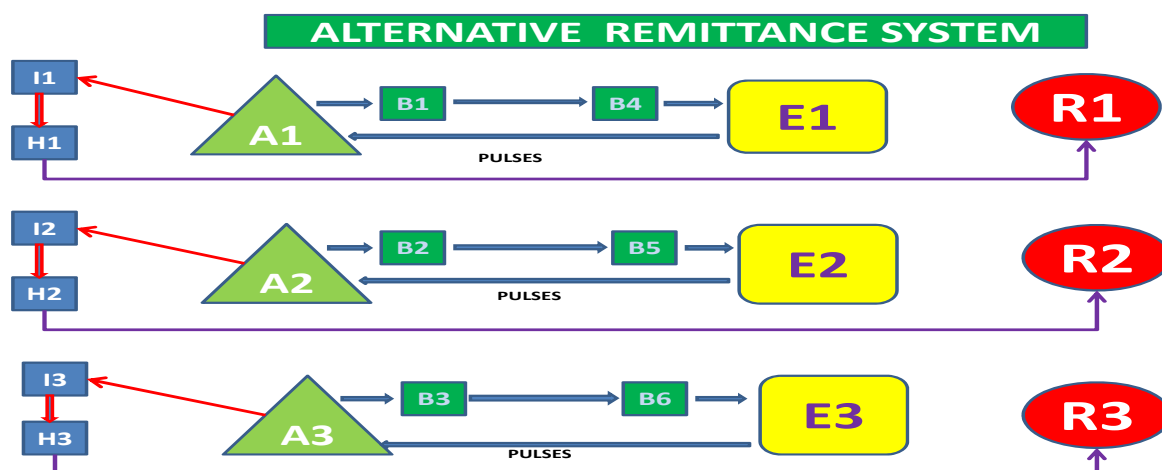 ALTERNATIVE REMITTANCE SYSTEM
I1
B1 B4
E1
R1
H1
A1
PULSES
I2
B2 B5
E2
R2
H2
A2
PULSES
I3
B3 B6
E3
R3
H3
A3
PULSES